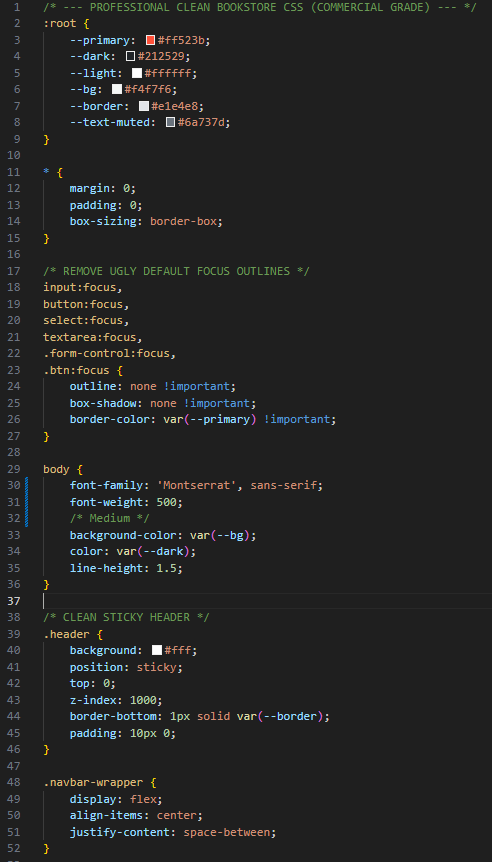 1 /* --- PROFESSIONAL CLEAN BOOKSTORE CSS (COMMERCIAL GRADE) --- */
2 :root {
3     --primary: #ff523b;
4     --dark: #212529;
5     --light: #ffffff;
6     --bg: #f4f7f6;
7     --border: #e1e4e8;
8     --text-muted: #6a737d;
9 }
10
11 * {
12     margin: 0;
13     padding: 0;
14     box-sizing: border-box;
15 }
16
17 /* REMOVE UGLY DEFAULT FOCUS OUTLINES */
18 input:focus,
19 button:focus,
20 select:focus,
21 textarea:focus,
22 .form-control:focus,
23 .btn:focus {
24     outline: none !important;
25     box-shadow: none !important;
26     border-color: var(--primary) !important;
27 }
28
29 body {
30     font-family: 'Montserrat', sans-serif;
31     font-weight: 500;
32     /* Medium */
33     background-color: var(--bg);
34     color: var(--dark);
35     line-height: 1.5;
36 }
37
38 /* CLEAN STICKY HEADER */
39 .header {
40     background: #fff;
41     position: sticky;
42     top: 0;
43     z-index: 1000;
44     border-bottom: 1px solid var(--border);
45     padding: 10px 0;
46 }
47
48 .navbar-wrapper {
49     display: flex;
50     align-items: center;
51     justify-content: space-between;
52 }